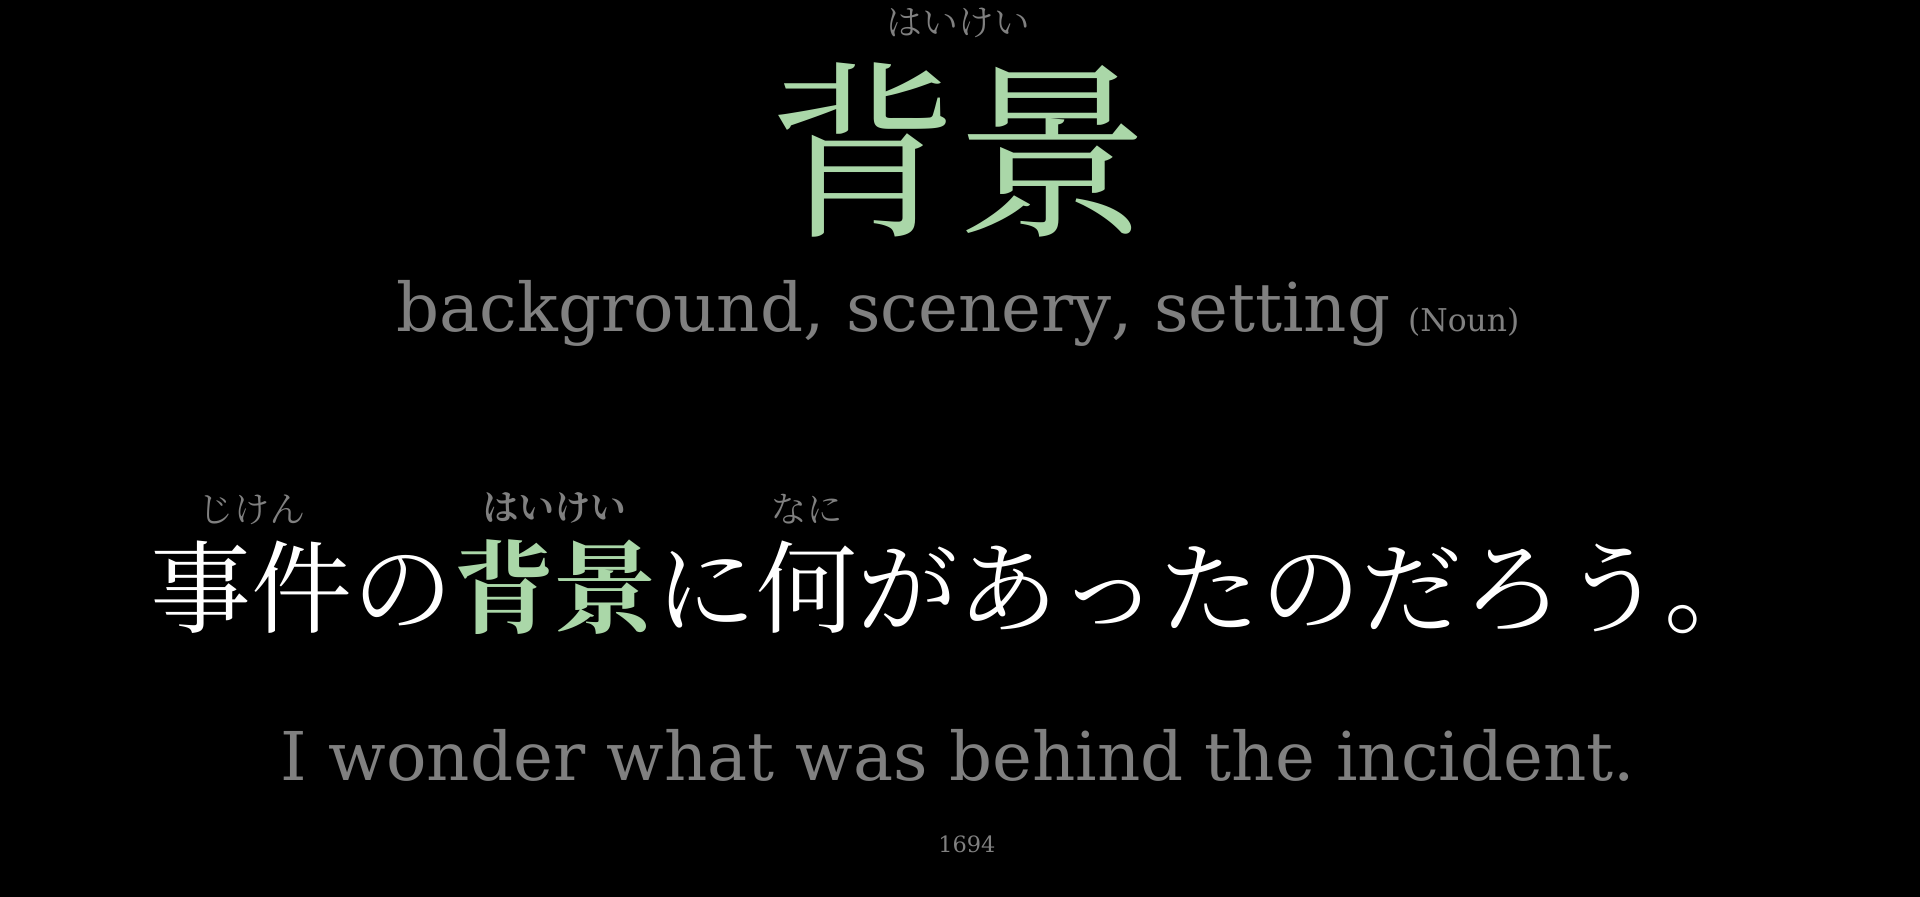 はいけい
背景
background, scenery, setting (Noun)
じけん はいけい なに
事件の背景に何があったのだろう。
I wonder what was behind the incident.
1694